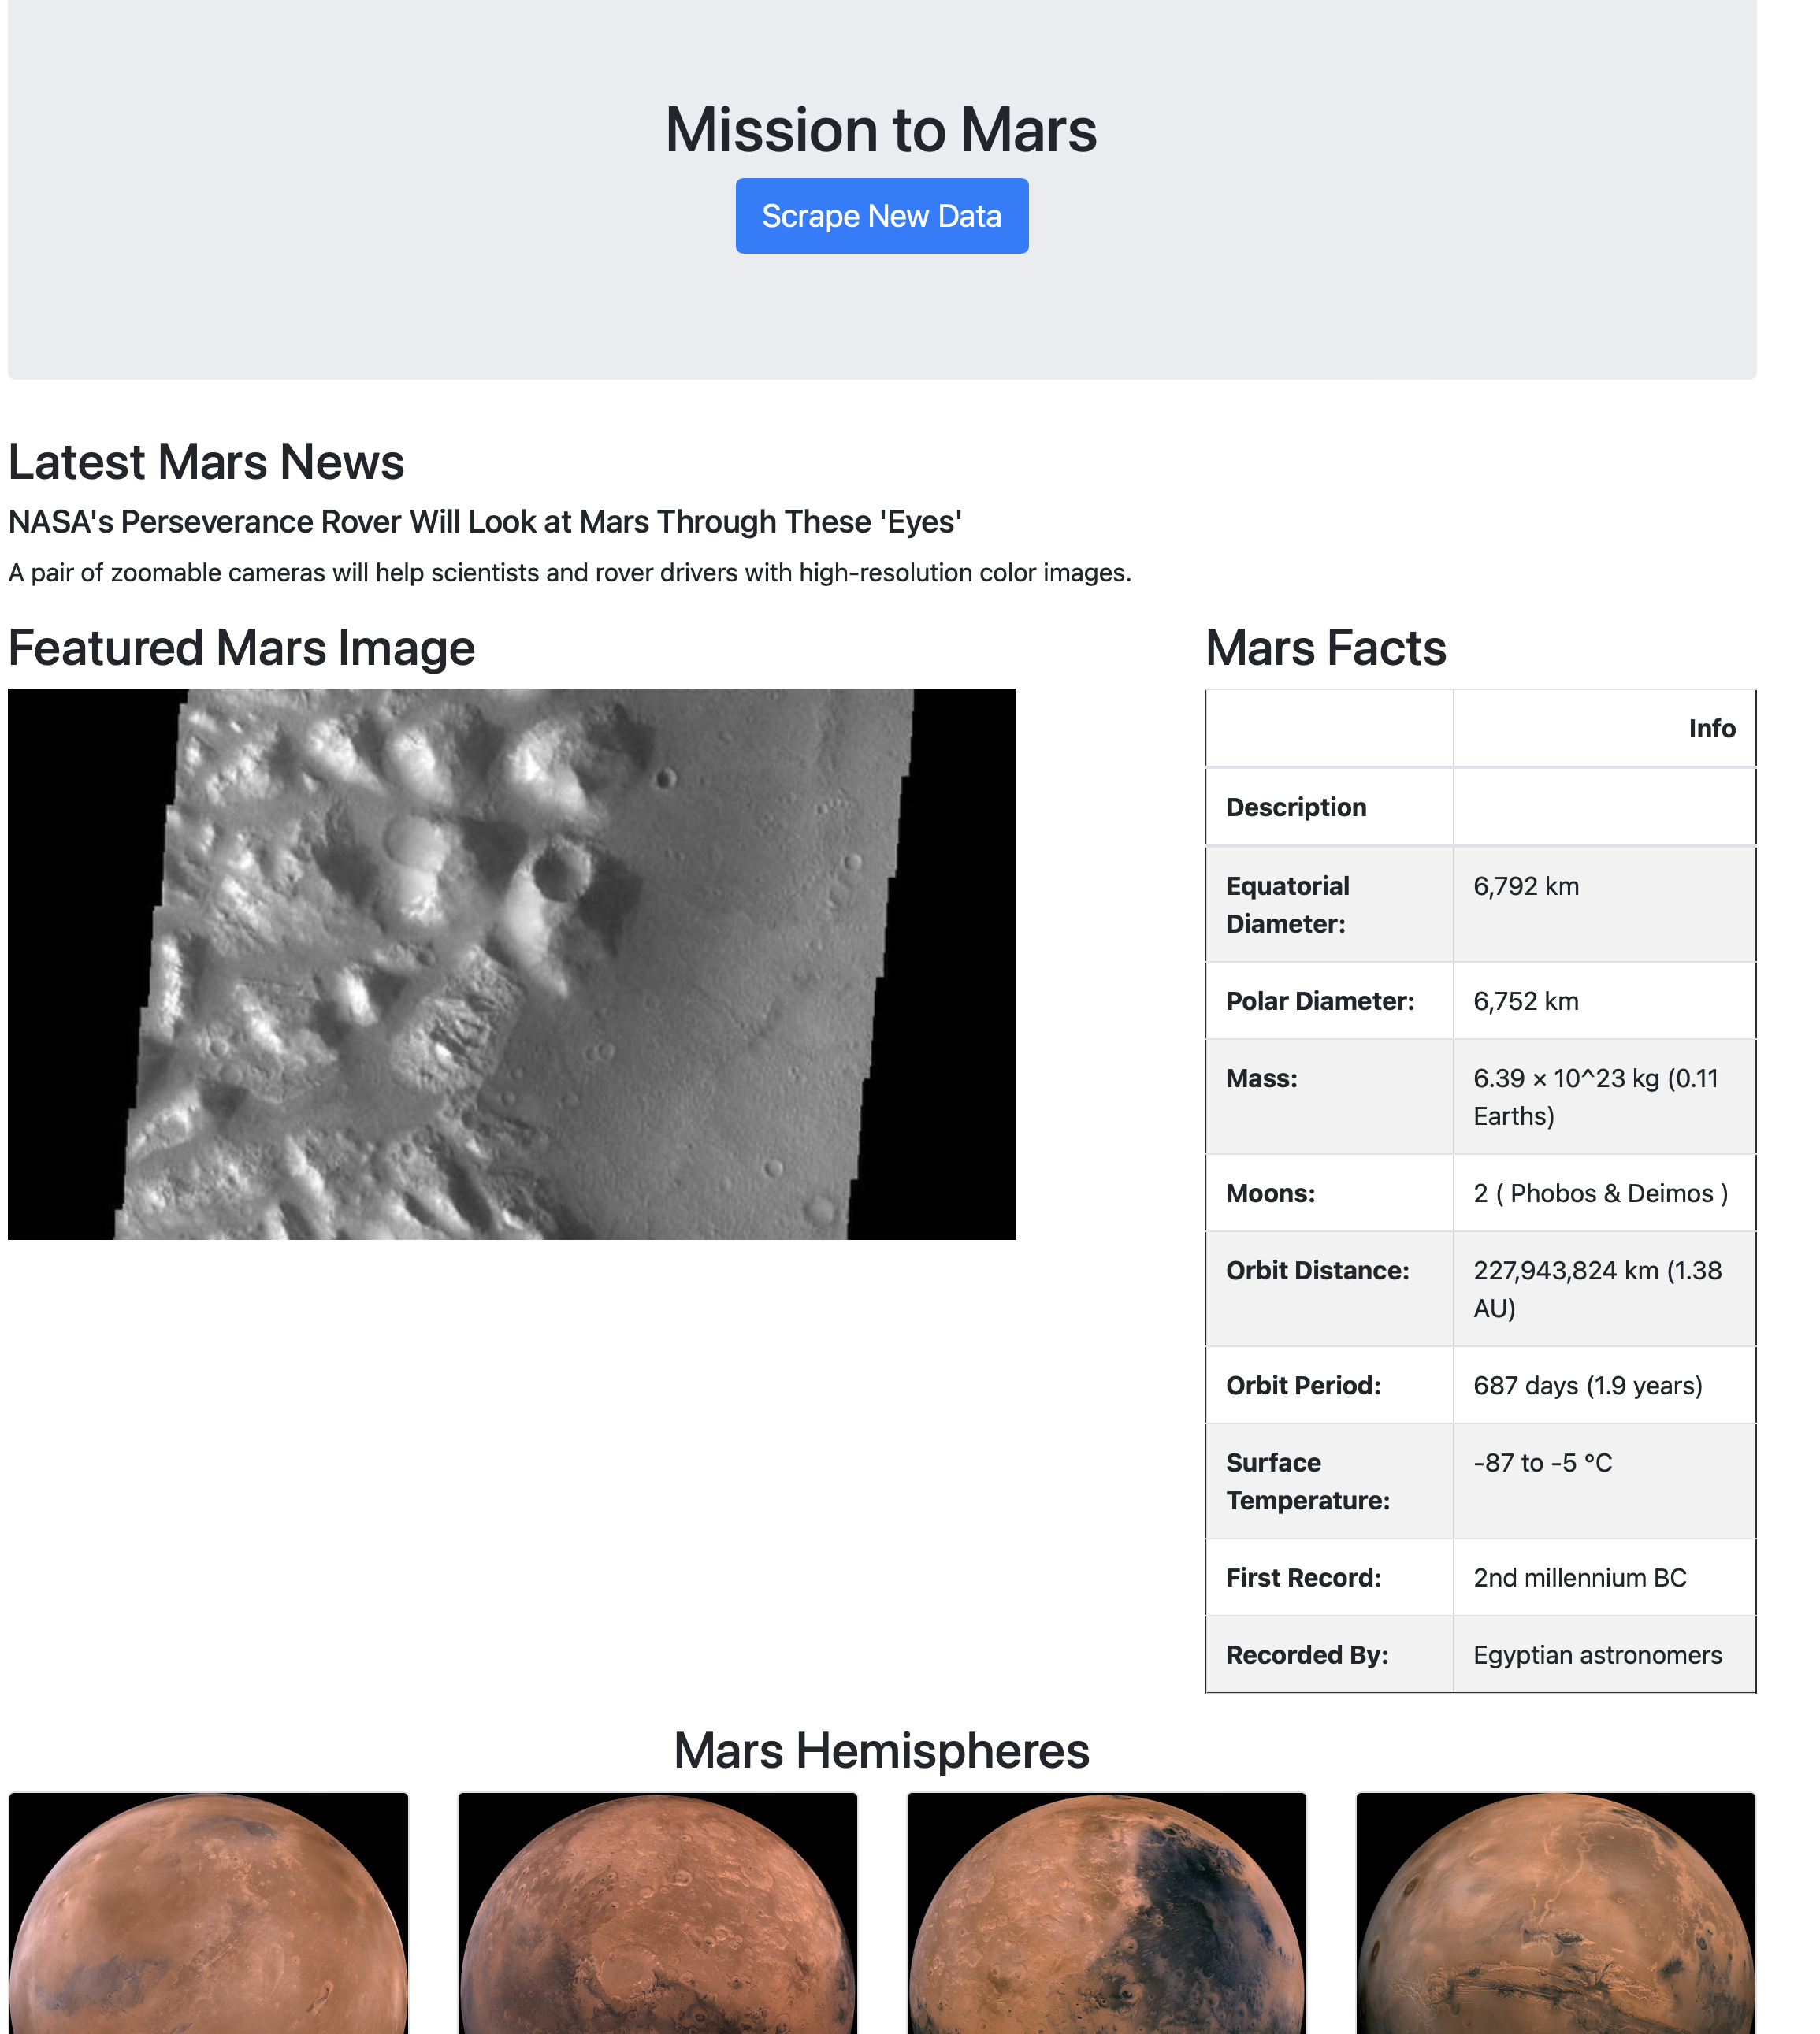 Mission to Mars
Scrape New Data
Latest Mars News
NASA's Perseverance Rover Will Look at Mars Through These 'Eyes'
A pair of zoomable cameras will help scientists and rover drivers with high-resolution color images.
Featured Mars Image
Mars Facts
Info
Description
Equatorial
Diameter:
6,792 km
Polar Diameter:
6,752 km
Mass:
6.39 × 10^23 kg (0.11
Earths)
Moons:
2 ( Phobos & Deimos )
Orbit Distance:
227,943,824 km (1.38
AU)
Orbit Period:
687 days (1.9 years)
Surface
Temperature:
-87 to -5 °C
First Record:
2nd millennium BC
Recorded By:
Egyptian astronomers
Mars Hemispheres